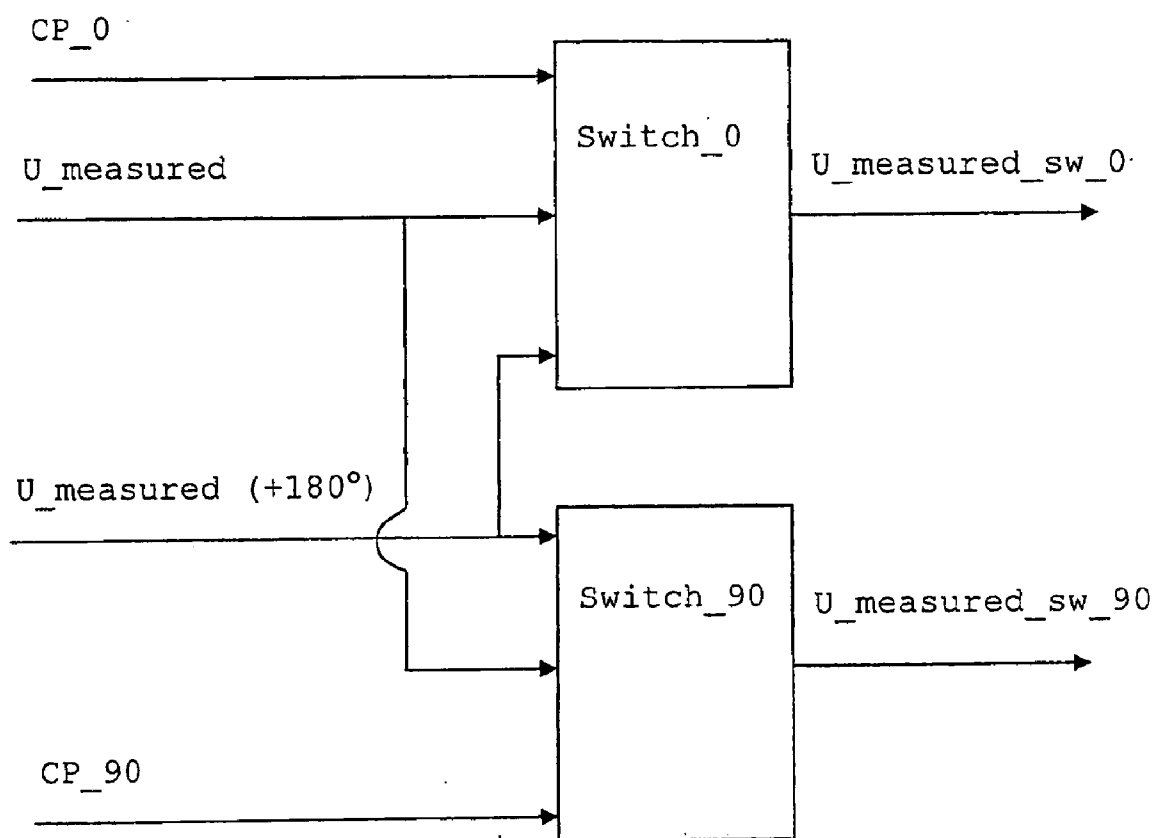 CP_0
Switch_0
U_measured
U_measured_sw_0
U_measured (+180°)
Switch_90
U_measured_sw_90
CP_90